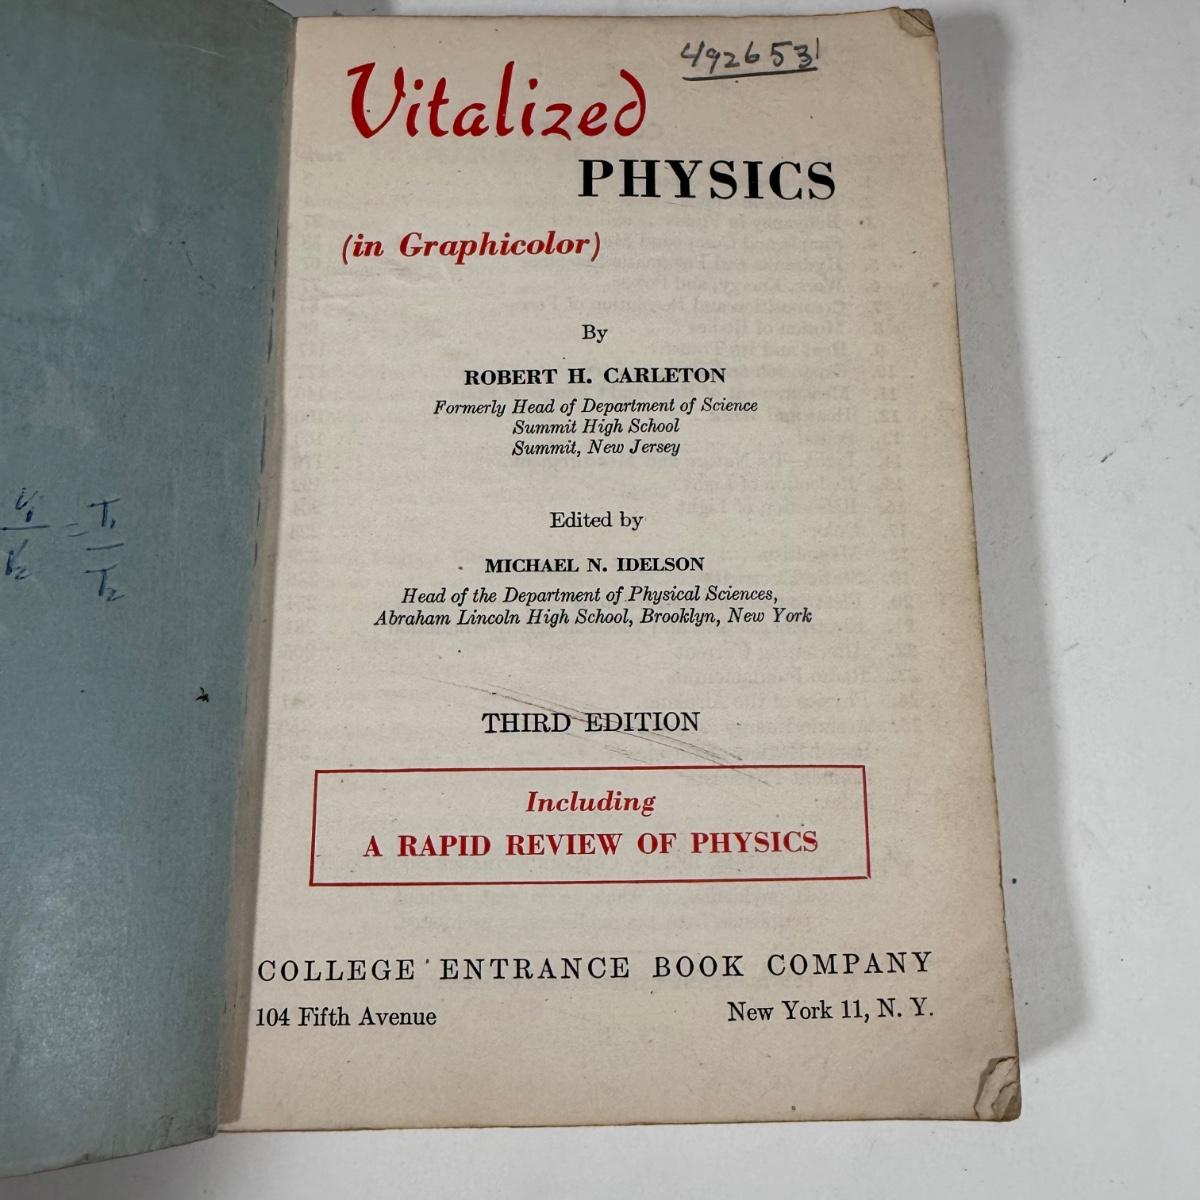 492653
Vitalized
PHYSICS
(in Graphicolor)
By
ROBERT H. CARLETON
Formerly Head of Department of Science
Summit High School
Summit, New Jersey
Edited by
MICHAEL N. IDELSON
Head of the Department of Physical Sciences,
Abraham Lincoln High School, Brooklyn, New York
THIRD EDITION
Including
A RAPID REVIEW OF PHYSICS
COLLEGE ENTRANCE BOOK COMPANY
104 Fifth Avenue New York 11, N. Y.